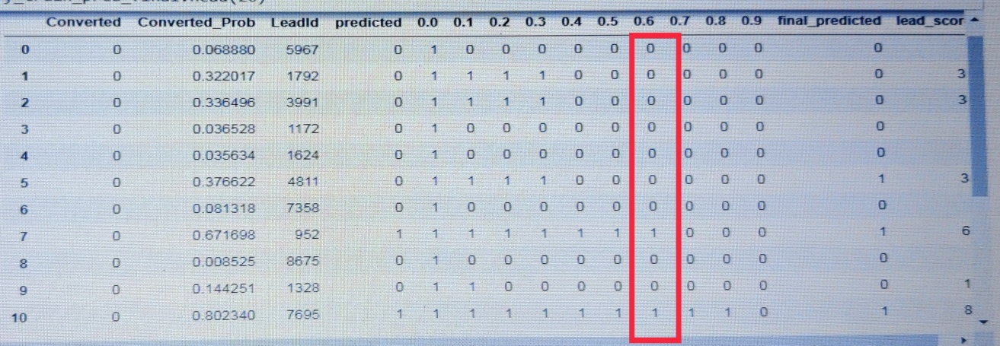 Converted Converted_Prob LeadId predicted 0.0 0.1 0.2 0.3 0.4 0.5 0.6 0.7 0.8 0.9 final_predicted lead_scor
0 0 0.068880 5967 0 1 0 0 0 0 0 0 0 0 0 0
1 0 0.322017 1792 0 1 1 1 1 0 0 0 0 0 0 0 3
2 0 0.336496 3991 0 1 1 1 1 0 0 0 0 0 0 0 3
3 0 0.036528 1172 0 1 0 0 0 0 0 0 0 0 0 0
4 0 0.035634 1624 0 1 0 0 0 0 0 0 0 0 0 0
5 0 0.376622 4811 0 1 1 1 1 0 0 0 0 0 0 1 3
6 0 0.081318 7358 0 1 0 0 0 0 0 0 0 0 0 0
7 0 0.671698 952 1 1 1 1 1 1 1 1 0 0 0 1 6
8 0 0.008525 8675 0 1 0 0 0 0 0 0 0 0 0 0
9 0 0.144251 1328 0 1 1 0 0 0 0 0 0 0 0 0 1
10 0 0.802340 7695 1 1 1 1 1 1 1 1 1 1 0 1 8